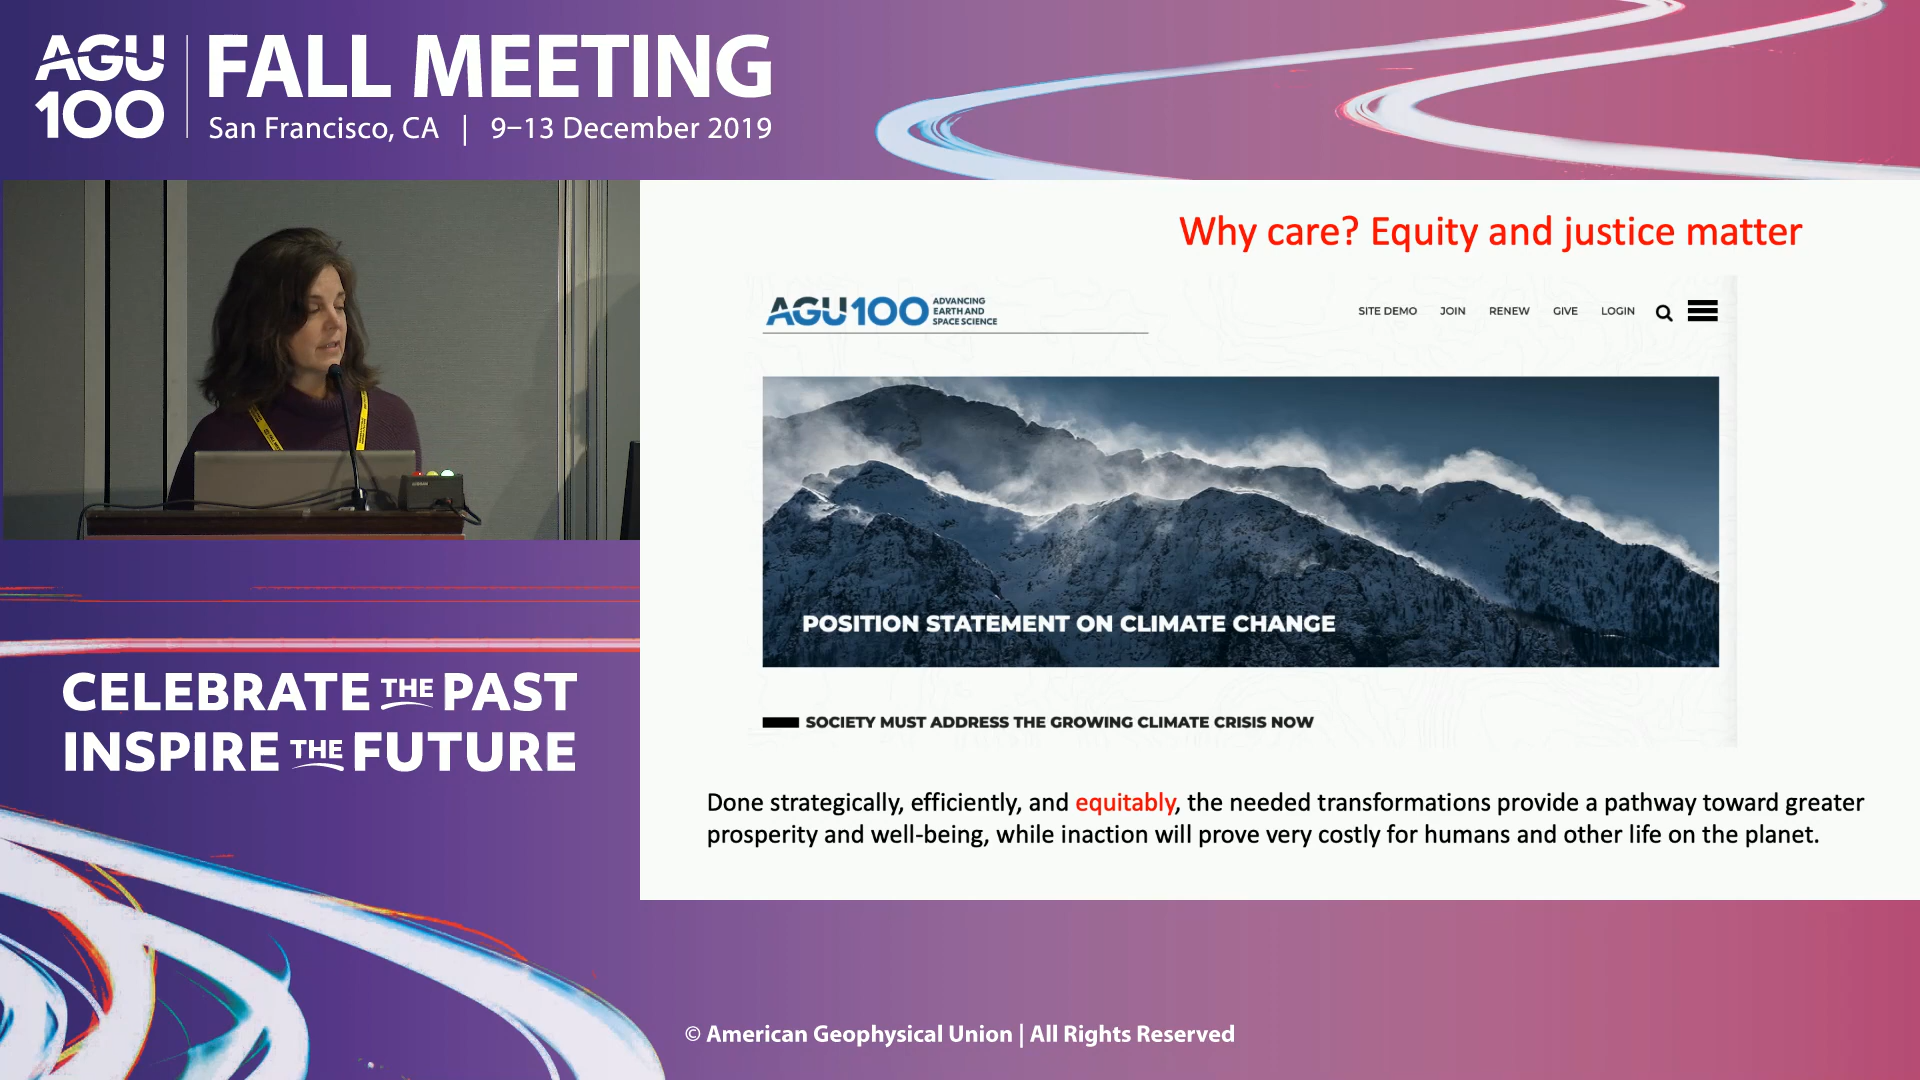 AGU
100
FALL MEETING
San Francisco, CA | 9–13 December 2019
Why care? Equity and justice matter
AGU100 ADVANCING
EARTH AND
SPACE SCIENCE
SITE DEMO JOIN RENEW GIVE LOGIN
POSITION STATEMENT ON CLIMATE CHANGE
SOCIETY MUST ADDRESS THE GROWING CLIMATE CRISIS NOW
Done strategically, efficiently, and equitably, the needed transformations provide a pathway toward greater
prosperity and well-being, while inaction will prove very costly for humans and other life on the planet.
CELEBRATE THE PAST
INSPIRE THE FUTURE
© American Geophysical Union | All Rights Reserved